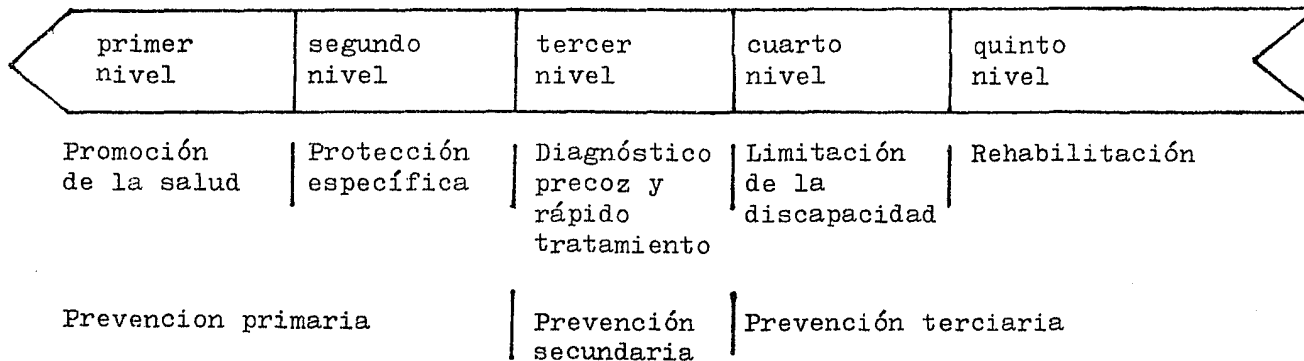 primer nivel
segundo nivel
tercer nivel
cuarto nivel
quinto nivel
Promoción de la salud
Protección específica
Diagnóstico precoz y rápido tratamiento
Limitación de la discapacidad
Rehabilitación
Prevencion primaria
Prevención secundaria
Prevención terciaria